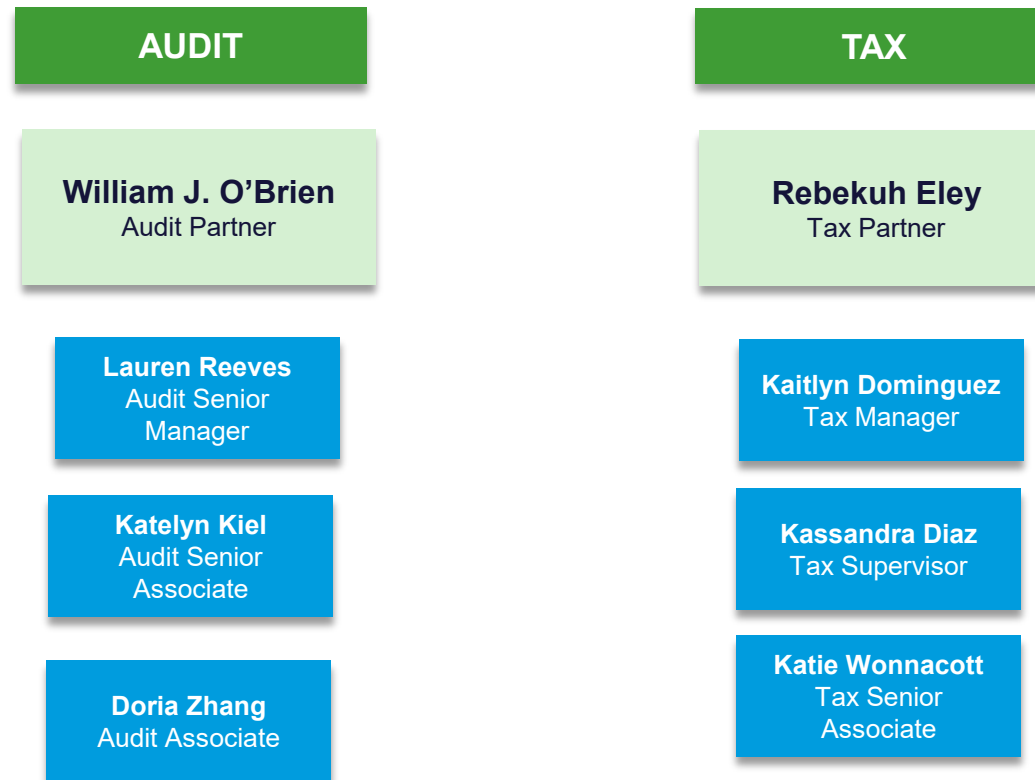 AUDIT
William J. O’Brien
Audit Partner
Lauren Reeves
Audit Senior
Manager
Katelyn Kiel
Audit Senior
Associate
Doria Zhang
Audit Associate
TAX
Rebekuh Eley
Tax Partner
Kaitlyn Dominguez
Tax Manager
Kassandra Diaz
Tax Supervisor
Katie Wonnacott
Tax Senior
Associate